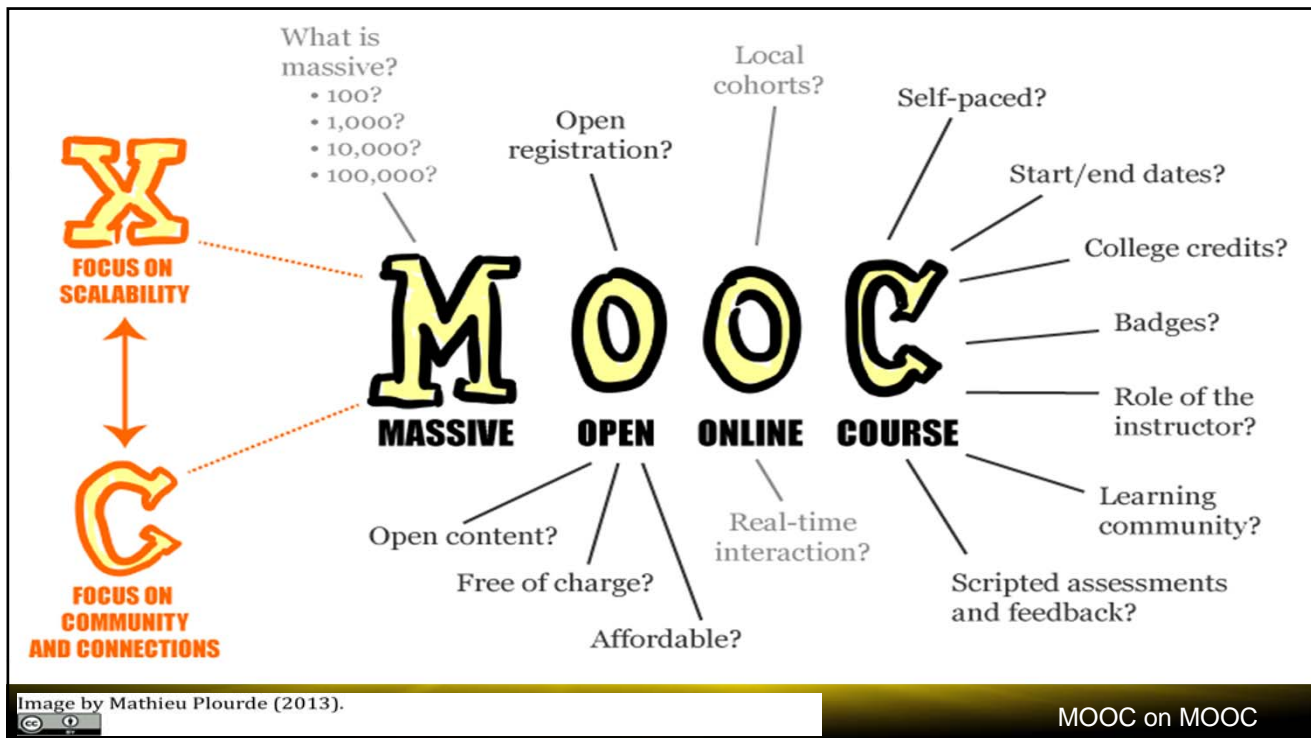 What is
massive?
• 100?
• 1,000?
• 10,000?
• 100,000?
Open
registration?
Local
cohorts?
Self-paced?
Start/end dates?
College credits?
Badges?
Role of the
instructor?
Learning
community?
Scripted assessments
and feedback?
X
FOCUS ON
SCALABILITY
C
FOCUS ON
COMMUNITY
AND CONNECTIONS
MOOC
MASSIVE OPEN ONLINE COURSE
Open content?
Free of charge?
Affordable?
Real-time
interaction?
Image by Mathieu Plourde (2013).
cc
BY
MOOC on MOOC